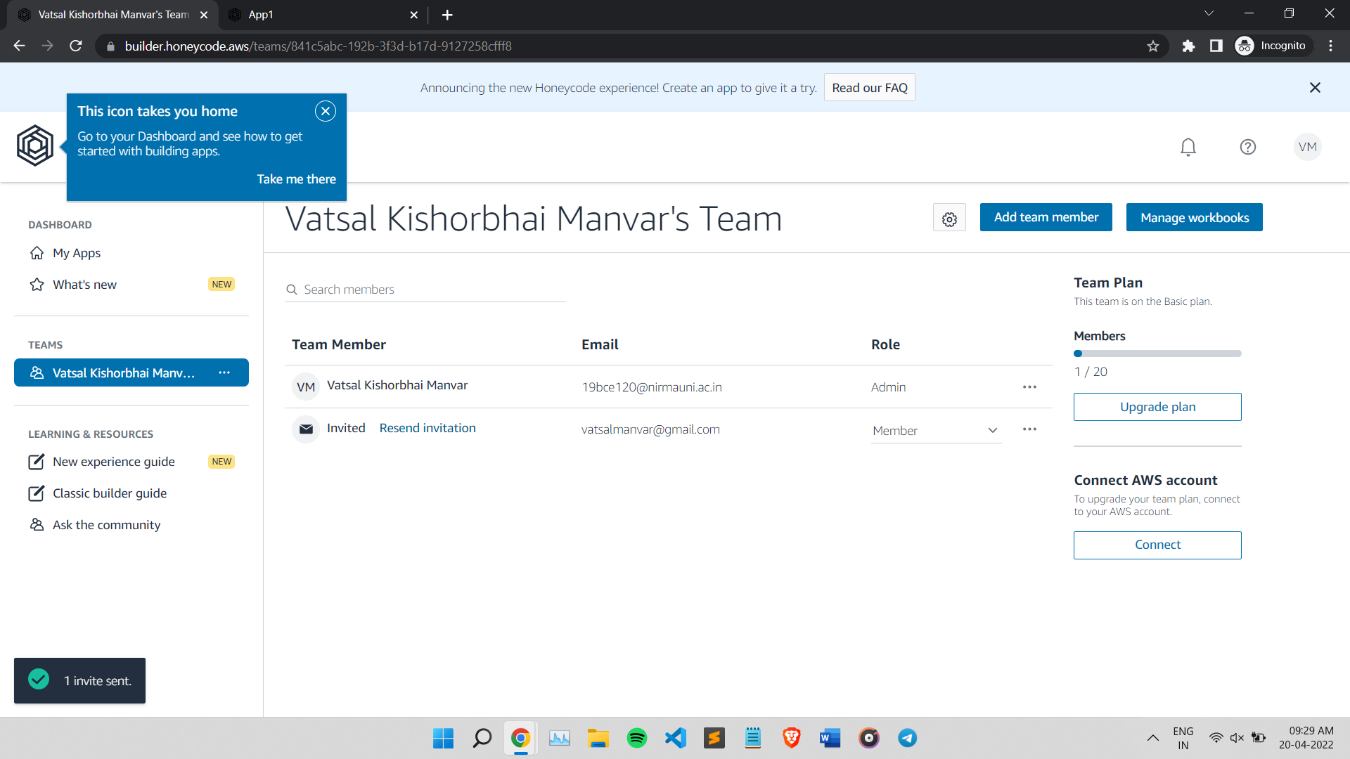 Vatsal Kishorbhai Manvar's Team
App1
builder.honeycode.aws/teams/841c5abc-192b-3f3d-b17d-9127258cfff8
Incognito
Announcing the new Honeycode experience! Create an app to give it a try.
Read our FAQ
This icon takes you home
Go to your Dashboard and see how to get
started with building apps.
Take me there
VM
DASHBOARD
My Apps
What's new
NEW
TEAMS
Vatsal Kishorbhai Manv...
LEARNING & RESOURCES
New experience guide
NEW
Classic builder guide
Ask the community
Vatsal Kishorbhai Manvar's Team
Add team member
Manage workbooks
Search members
Team Member Email Role
VM Vatsal Kishorbhai Manvar 19bce120@nirmauni.ac.in Admin
Invited Resend invitation vatsalmanvar@gmail.com Member
Team Plan
This team is on the Basic plan.
Members
1 / 20
Upgrade plan
Connect AWS account
To upgrade your team plan, connect
to your AWS account.
Connect
1 invite sent.
ENG
IN
09:29 AM
20-04-2022